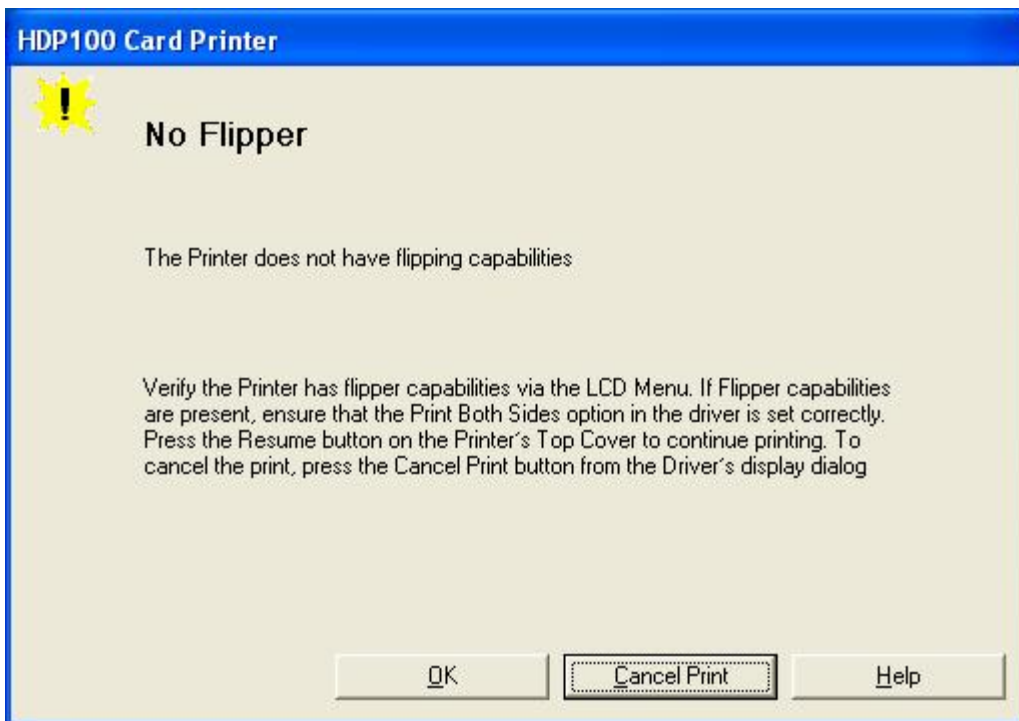 HDP100 Card Printer
!
No Flipper
The Printer does not have flipping capabilities
Verify the Printer has flipper capabilities via the LCD Menu. If Flipper capabilities
are present, ensure that the Print Both Sides option in the driver is set correctly.
Press the Resume button on the Printer´s Top Cover to continue printing. To
cancel the print, press the Cancel Print button from the Driver´s display dialog
OK Cancel Print Help